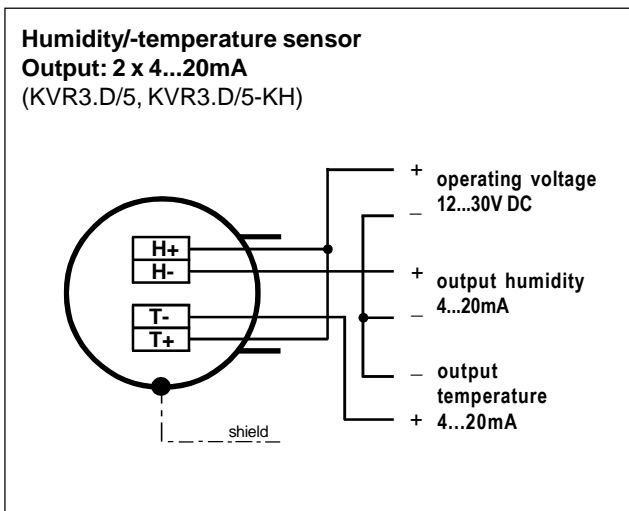 Humidity/-temperature sensor
Output: 2 x 4...20mA
(KVR3.D/5, KVR3.D/5-KH)
H+
H-
T-
T+
shield
+
operating voltage
12...30V DC
–
+
output humidity
4...20mA
–
–
output
temperature
+ 4...20mA